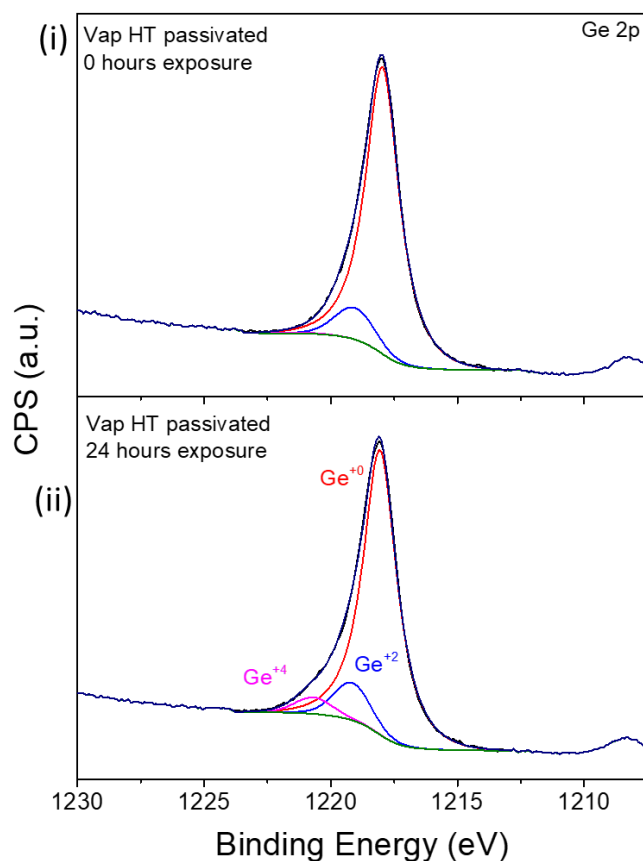 (i)
Vap HT passivated
0 hours exposure
Ge 2p
CPS (a.u.)
(ii)
Vap HT passivated
24 hours exposure
Ge+0
Ge+4
Ge+2
1230 1225 1220 1215 1210
Binding Energy (eV)